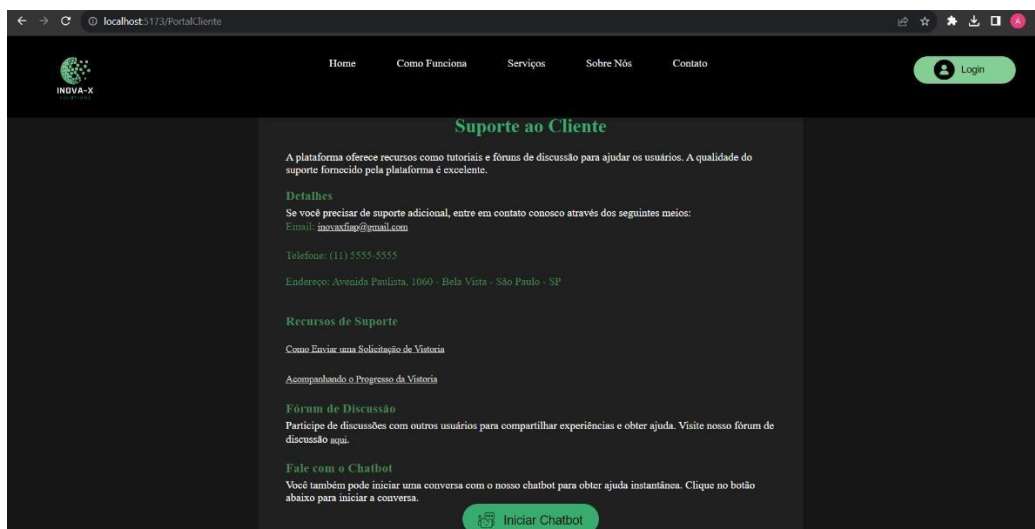 localhost:5173/PortalCliente
Home Como Funciona Serviços Sobre Nós Contato
Login
INOVA-X
SOLUTIONS
Suporte ao Cliente
A plataforma oferece recursos como tutoriais e fóruns de discussão para ajudar os usuários. A qualidade do
suporte fornecido pela plataforma é excelente.
Detalhes
Se você precisar de suporte adicional, entre em contato conosco através dos seguintes meios:
Email: inovaxfiap@gmail.com
Telefone: (11) 5555-5555
Endereço: Avenida Paulista, 1060 - Bela Vista - São Paulo - SP
Recursos de Suporte
Como Enviar uma Solicitação de Vistoria
Acompanhando o Progresso da Vistoria
Fórum de Discussão
Participe de discussões com outros usuários para compartilhar experiências e obter ajuda. Visite nosso fórum de
discussão aqui.
Fale com o Chatbot
Você também pode iniciar uma conversa com o nosso chatbot para obter ajuda instantânea. Clique no botão
abaixo para iniciar a conversa.
Iniciar Chatbot